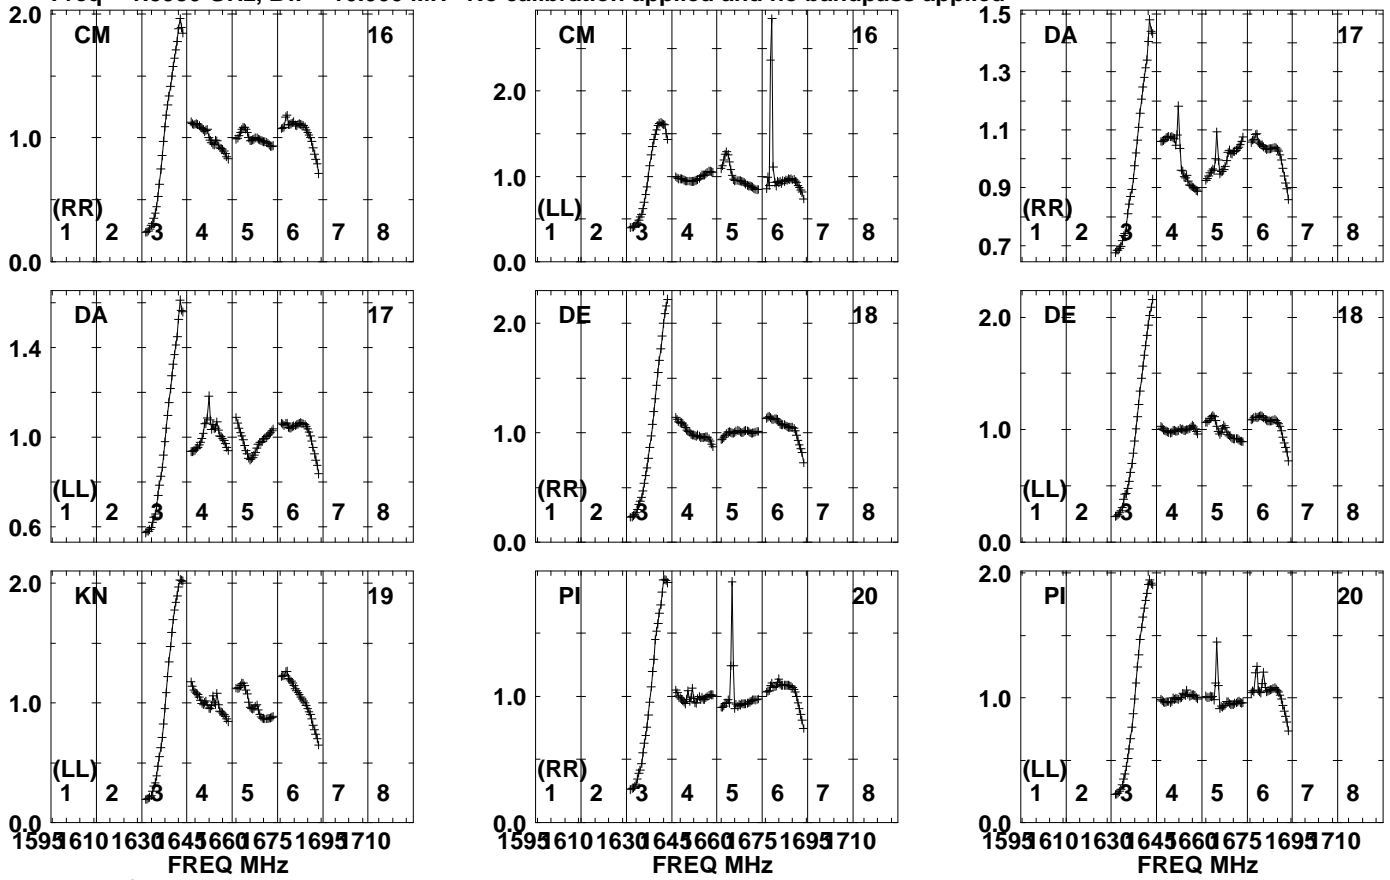 No calibration applied and no bandpass applied
2.0 CM 16 CM 16 1.5 DA 17
1.3
2.0
1.0 1.1
1.0 0.9
(RR) (LL) (RR)
1 2 3 4 5 6 7 8 1 2 3 4 5 6 7 8 0.7 1 2 3 4 5 6 7 8
0.0 0.0
DA 17 DE 18 DE 18
1.4 2.0 2.0
1.0 1.0 1.0
(LL) (RR) (LL)
0.6 1 2 3 4 5 6 7 8 1 2 3 4 5 6 7 8 1 2 3 4 5 6 7 8
0.0 0.0
2.0 KN 19 PI 20 2.0 PI 20
1.0 1.0 1.0
(LL) (RR) (LL)
1 2 3 4 5 6 7 8 1 2 3 4 5 6 7 8 1 2 3 4 5 6 7 8
0.0 0.0 0.0
1595 1610 1630 1645 1660 1675 1695 1710 1595 1610 1630 1645 1660 1675 1695 1710 1595 1610 1630 1645 1660 1675 1695 1710
FREQ MHz FREQ MHz FREQ MHz